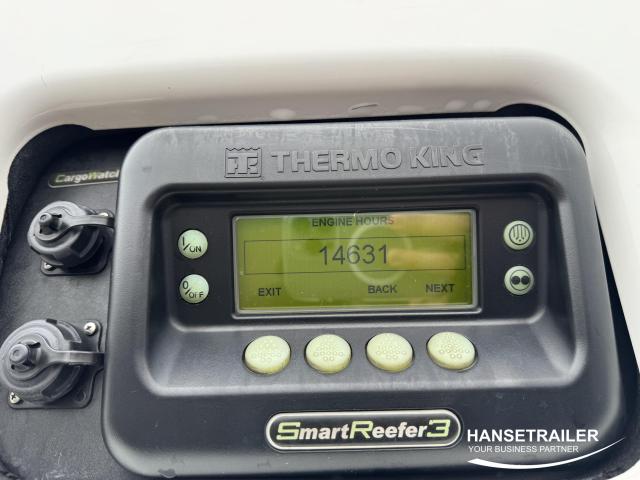 THERMO KING
CargoWatch
ENGINE HOURS
14631
EXIT BACK NEXT
I/ON
0/OFF
SmartReefer3
HANSETRAILER
YOUR BUSINESS PARTNER